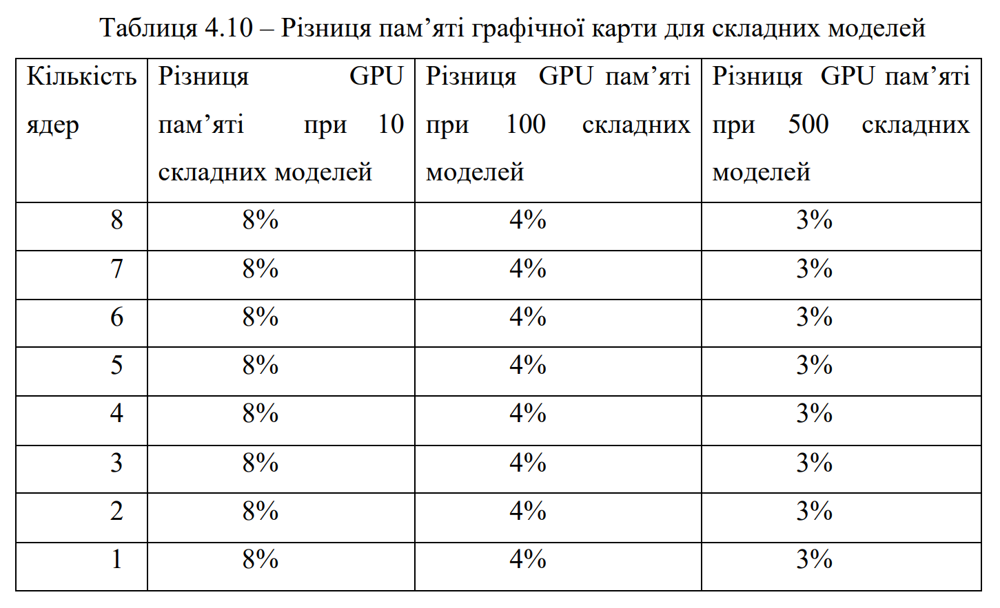 Таблиця 4.10 – Різниця пам’яті графічної карти для складних моделей
Кількість
ядер
Різниця GPU
пам’яті при 10
складних моделей
Різниця GPU пам’яті
при 100 складних
моделей
Різниця GPU пам’яті
при 500 складних
моделей
8 8% 4% 3%
7 8% 4% 3%
6 8% 4% 3%
5 8% 4% 3%
4 8% 4% 3%
3 8% 4% 3%
2 8% 4% 3%
1 8% 4% 3%